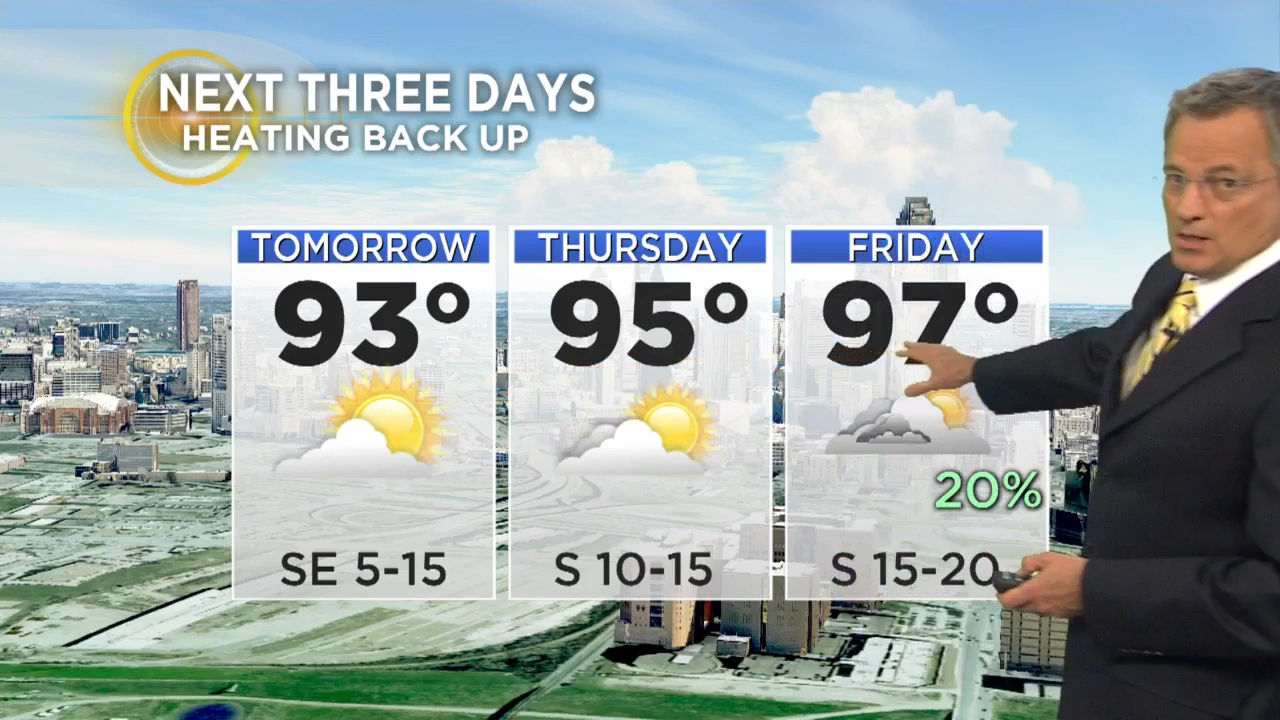 NEXT THREE DAYS
HEATING BACK UP
TOMORROW
93°
SE 5-15
THURSDAY
95°
S 10-15
FRIDAY
97°
20%
S 15-20